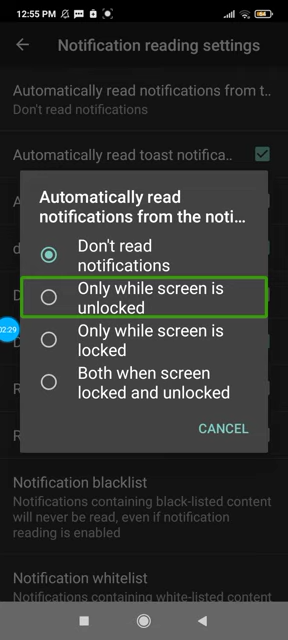 12:55 PM
Notification reading settings
Automatically read notifications from t..
Don't read notifications
Automatically read toast notifica..
Automatically read
notifications from the noti...
Don't read
notifications
Only while screen is
unlocked
02:29
Only while screen is
locked
Both when screen
locked and unlocked
CANCEL
Notification blacklist
Notifications containing black-listed content
will never be read, even if notification
reading is enabled
Notification whitelist
Notifications containing white-listed content